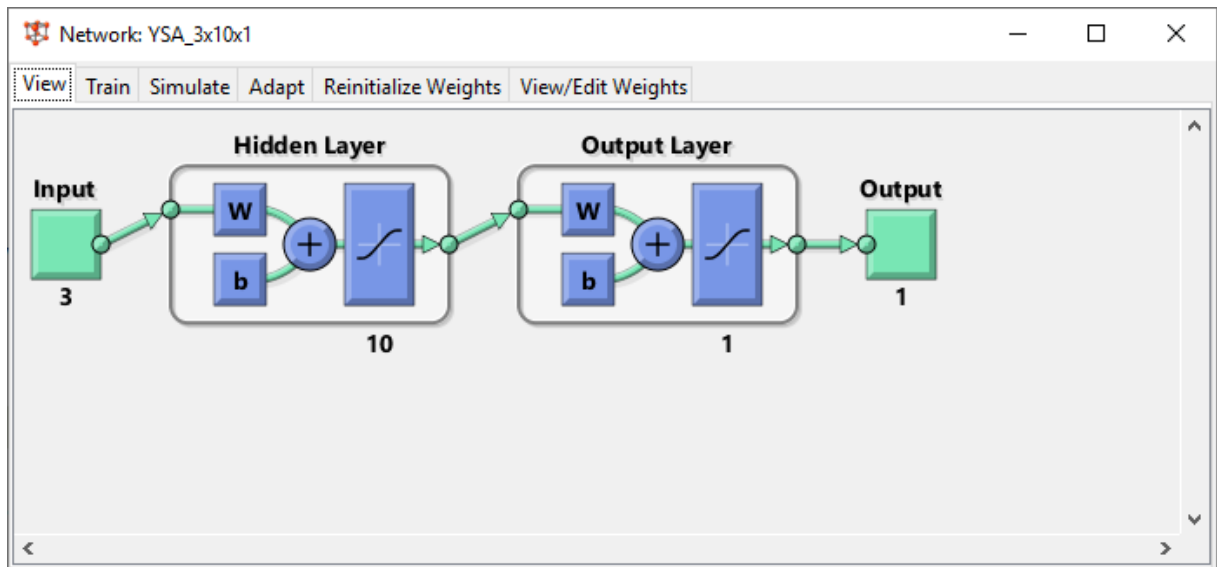 Network: YSA_3x10x1
View Train Simulate Adapt Reinitialize Weights View/Edit Weights
Hidden Layer Output Layer
Input Output
W W
+ +
b b
3 1
10 1